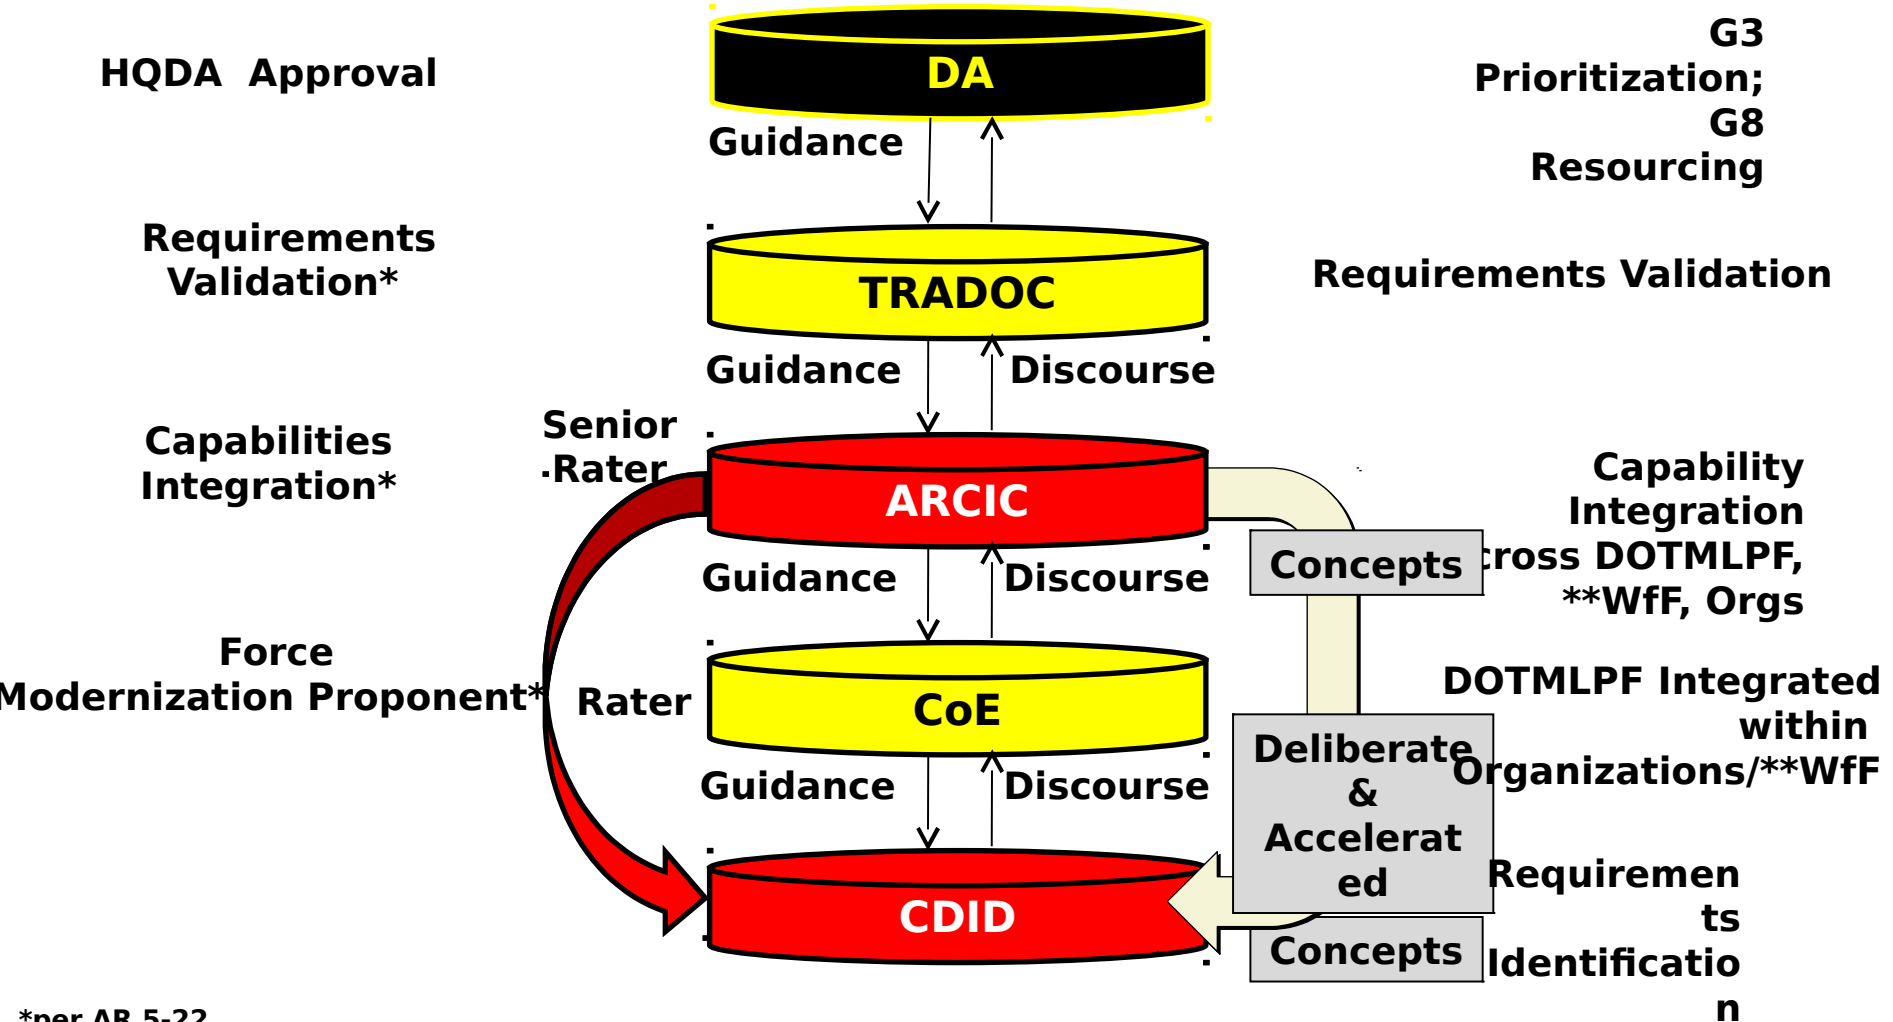 HQDA  Approval
DA
G3
Prioritization;
G8
Resourcing
Guidance
Requirements
Validation*
TRADOC
Requirements Validation
Guidance
Discourse
Senior
Rater
Capabilities
Integration*
ARCIC
Capability
Integration
cross DOTMLPF,
**WfF, Orgs
Concepts
Guidance
Discourse
Force
Modernization Proponent*
Rater
CoE
DOTMLPF Integrated
within
Organizations/**WfF
Deliberate
&
Accelerat
ed
Guidance
Discourse
CDID
Requiremen
ts
Identificatio
n
Concepts
*per AR 5-22